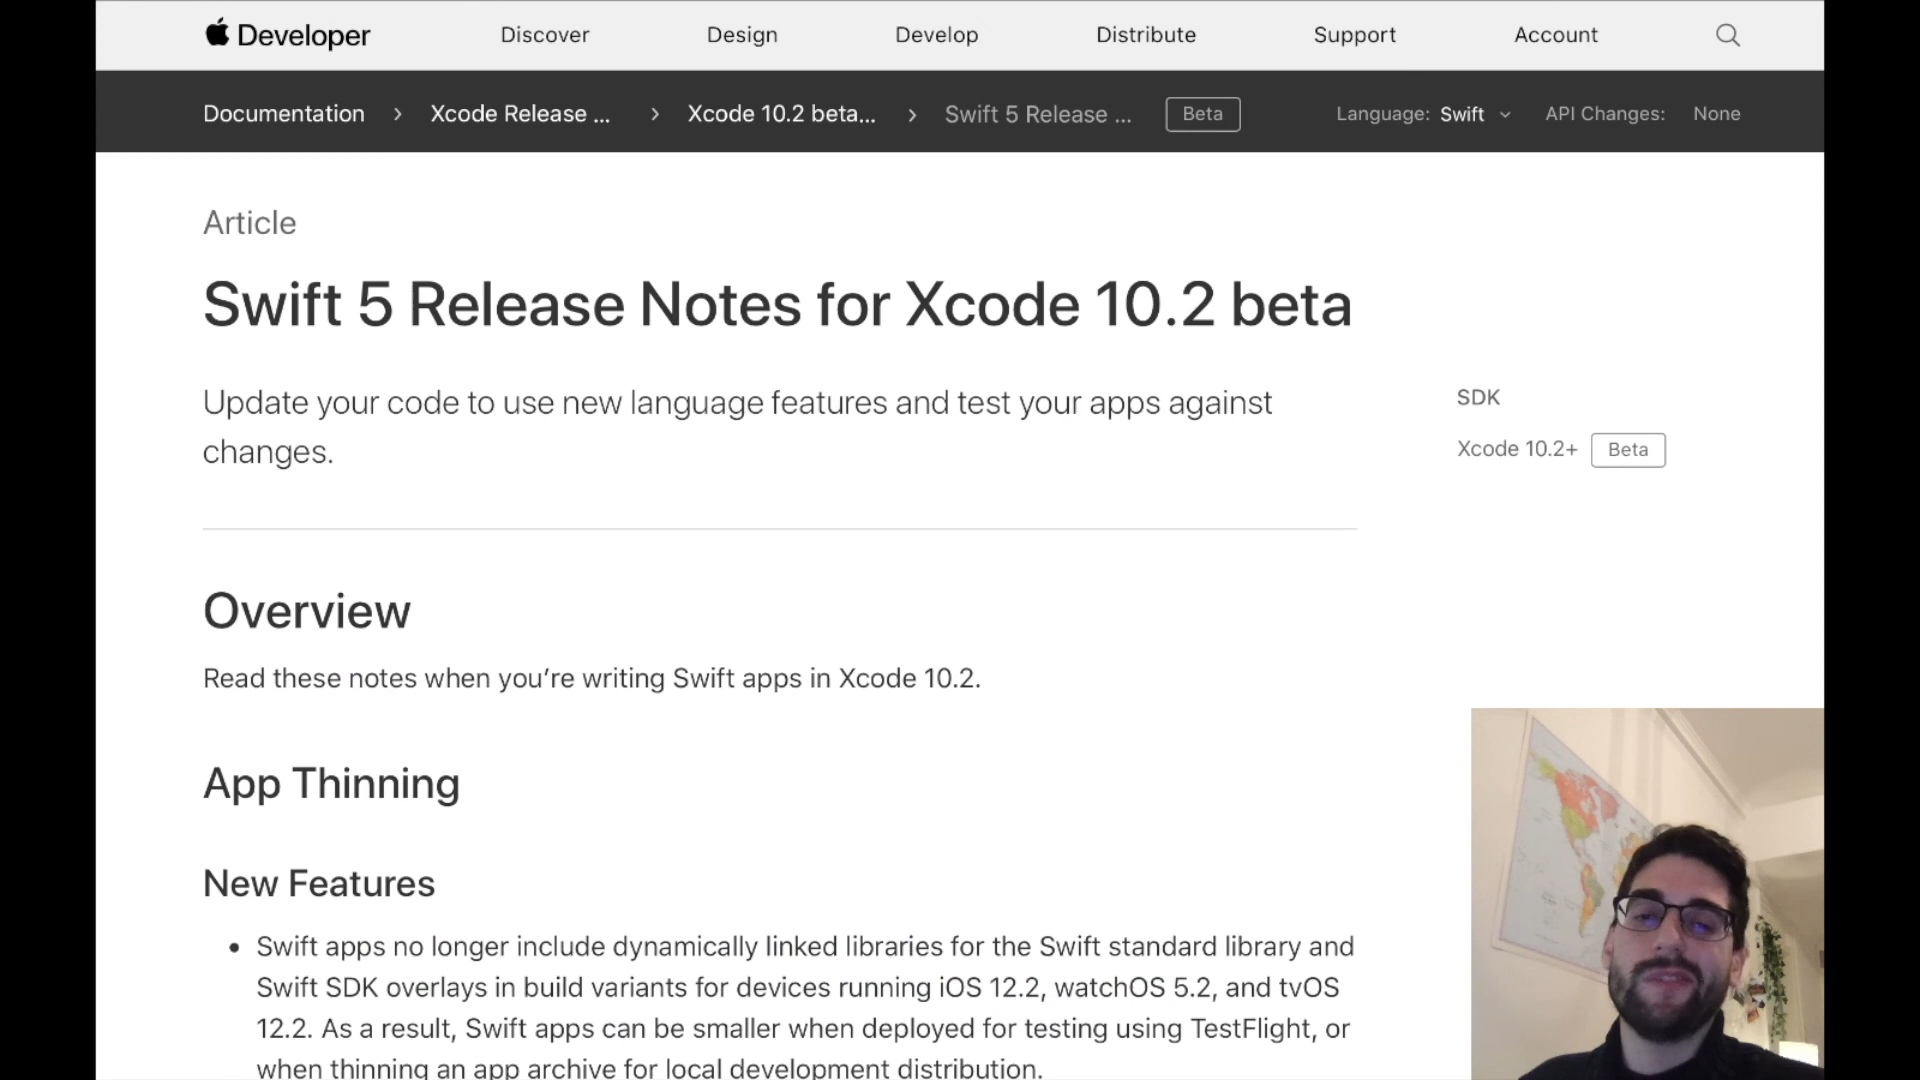 Developer Discover Design Develop Distribute Support Account
Documentation > Xcode Release ... > Xcode 10.2 beta... > Swift 5 Release ... Beta Language: Swift API Changes: None
Article
Swift 5 Release Notes for Xcode 10.2 beta
Update your code to use new language features and test your apps against
changes.
SDK
Xcode 10.2+ Beta
Overview
Read these notes when you’re writing Swift apps in Xcode 10.2.
App Thinning
New Features
• Swift apps no longer include dynamically linked libraries for the Swift standard library and
Swift SDK overlays in build variants for devices running iOS 12.2, watchOS 5.2, and tvOS
12.2. As a result, Swift apps can be smaller when deployed for testing using TestFlight, or
when thinning an app archive for local development distribution.